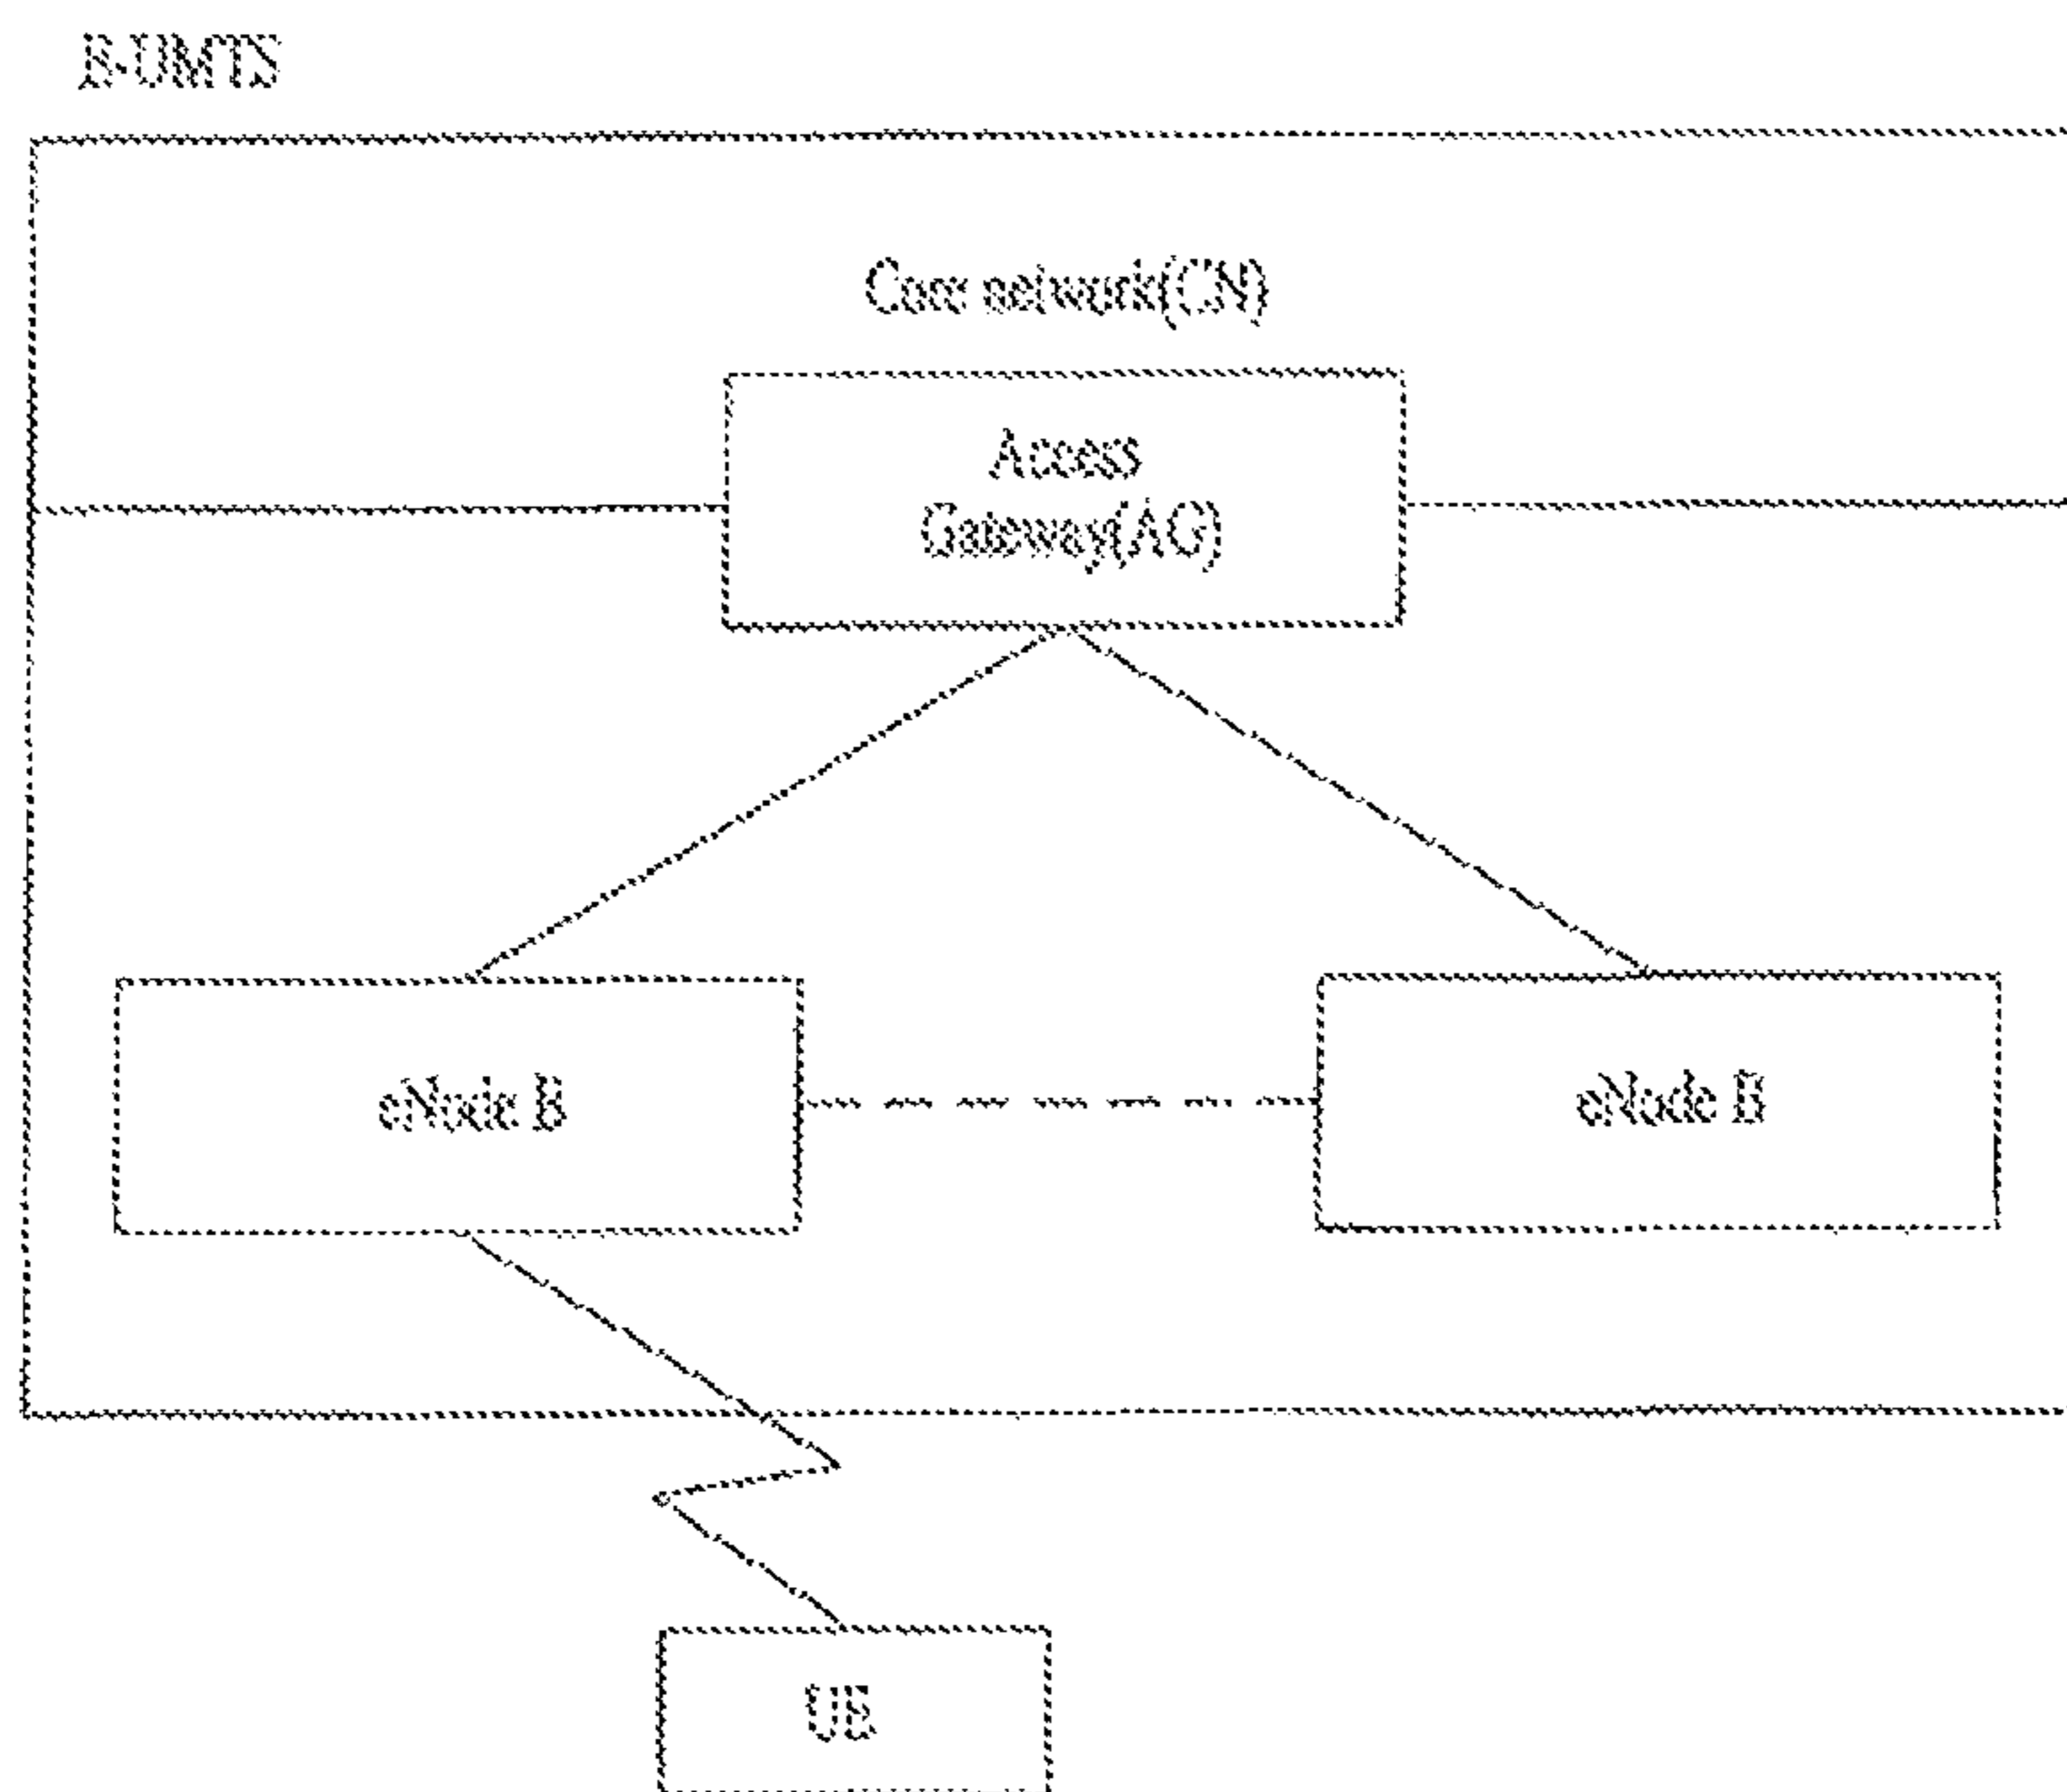 E-UMTS
Core network(CN)
Access
Gateway(AG)
eNode B
eNode B
UE